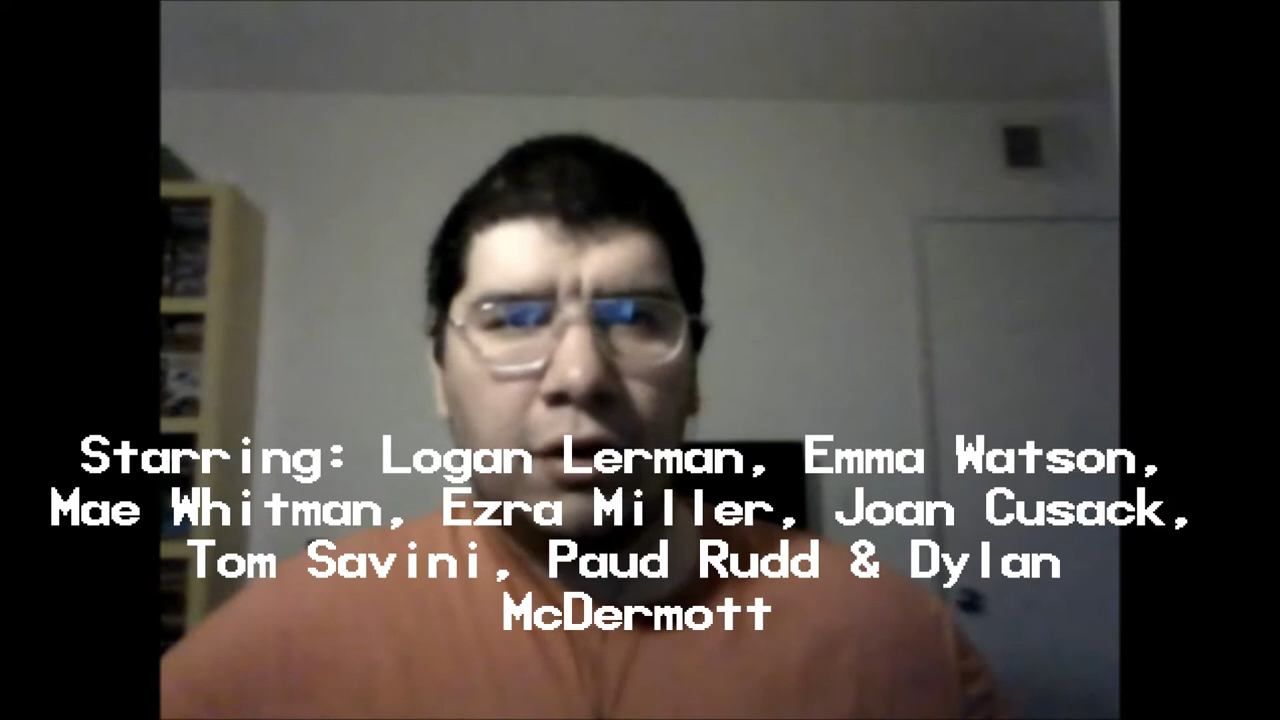 Starring: Logan Lerman, Emma Watson,
Mae Whitman, Ezra Miller, Joan Cusack,
Tom Savini, Paud Rudd & Dylan
McDermott